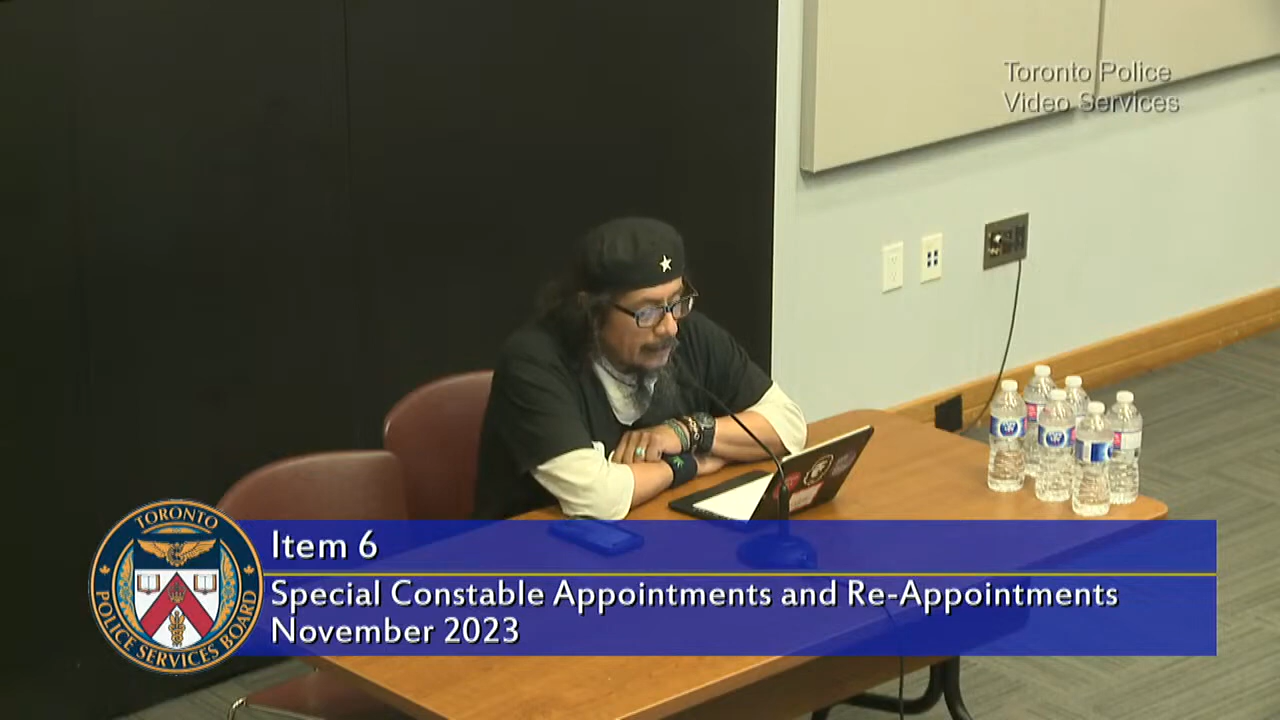 Toronto Police
Video Services
TORONTO
POLICE SERVICES BOARD
Item 6
Special Constable Appointments and Re-Appointments
November 2023